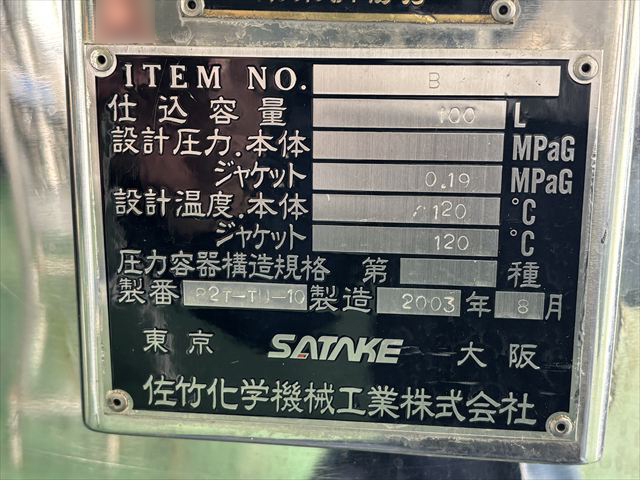 ITEM NO. B
仕込容量 100 L
設計圧力.本体 MPaG
ジャケット 0.19 MPaG
設計温度.本体 120 °C
ジャケット 120 °C
圧力容器構造規格 第 種
製番 製造 2003 年 8 月
東京 SATAKE 大阪
佐竹化学機械工業株式会社